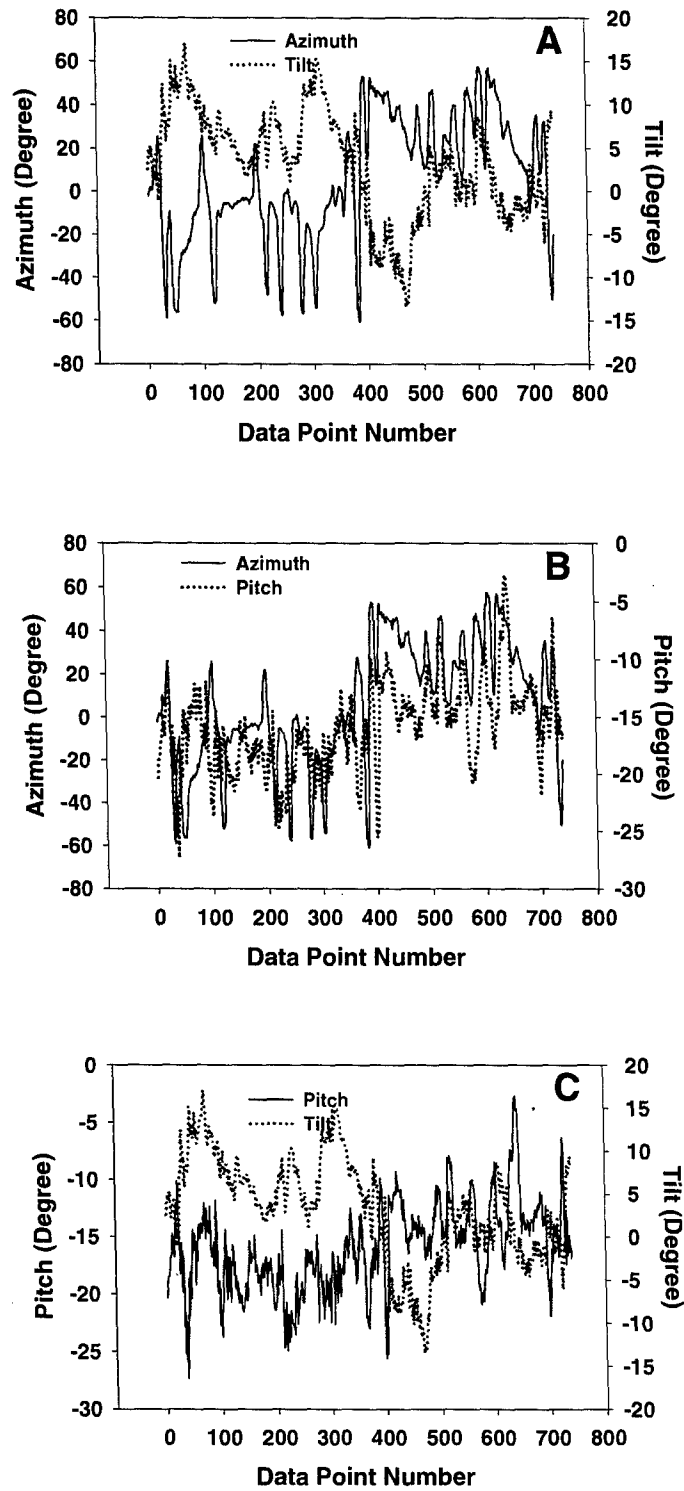 A
Azimuth
Tilt
80
60
40
20
0
-20
-40
-60
-80
Azimuth (Degree)
20
15
10
5
0
-5
-10
-15
-20
Tilt (Degree)
0 100 200 300 400 500 600 700 800
Data Point Number
B
Azimuth
Pitch
80
60
40
20
0
-20
-40
-60
-80
Azimuth (Degree)
0
-5
-10
-15
-20
-25
-30
Pitch (Degree)
0 100 200 300 400 500 600 700 800
Data Point Number
C
Pitch
Tilt
0
-5
-10
-15
-20
-25
-30
Pitch (Degree)
20
15
10
5
0
-5
-10
-15
-20
Tilt (Degree)
0 100 200 300 400 500 600 700 800
Data Point Number